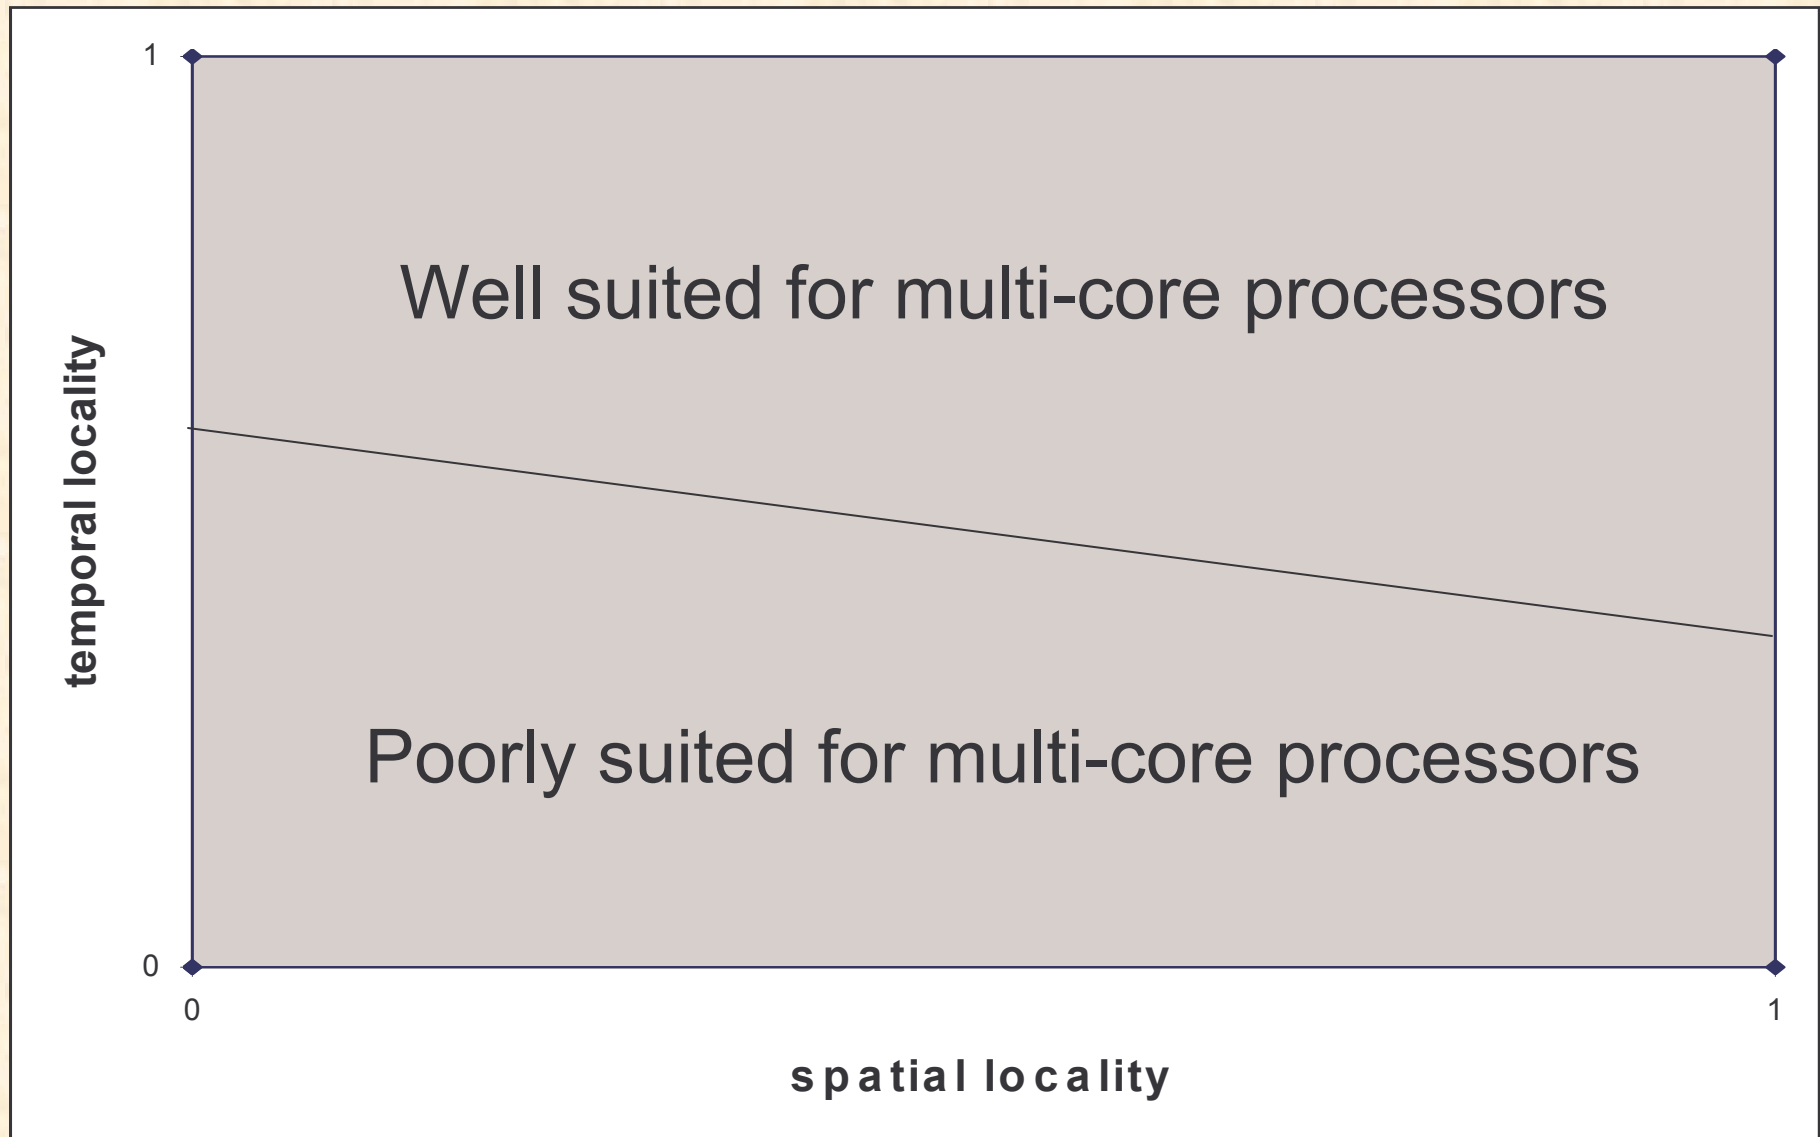 1
Well suited for multi-core processors
temporal locality
Poorly suited for multi-core processors
0
0
1
spatial locality